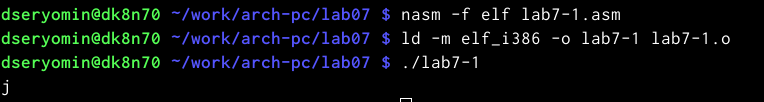 dseryomin@dk8n70 ~/work/arch-pc/lab07 $ nasm -f elf lab7-1.asm
dseryomin@dk8n70 ~/work/arch-pc/lab07 $ ld -m elf_i386 -o lab7-1 lab7-1.o
dseryomin@dk8n70 ~/work/arch-pc/lab07 $ ./lab7-1
j